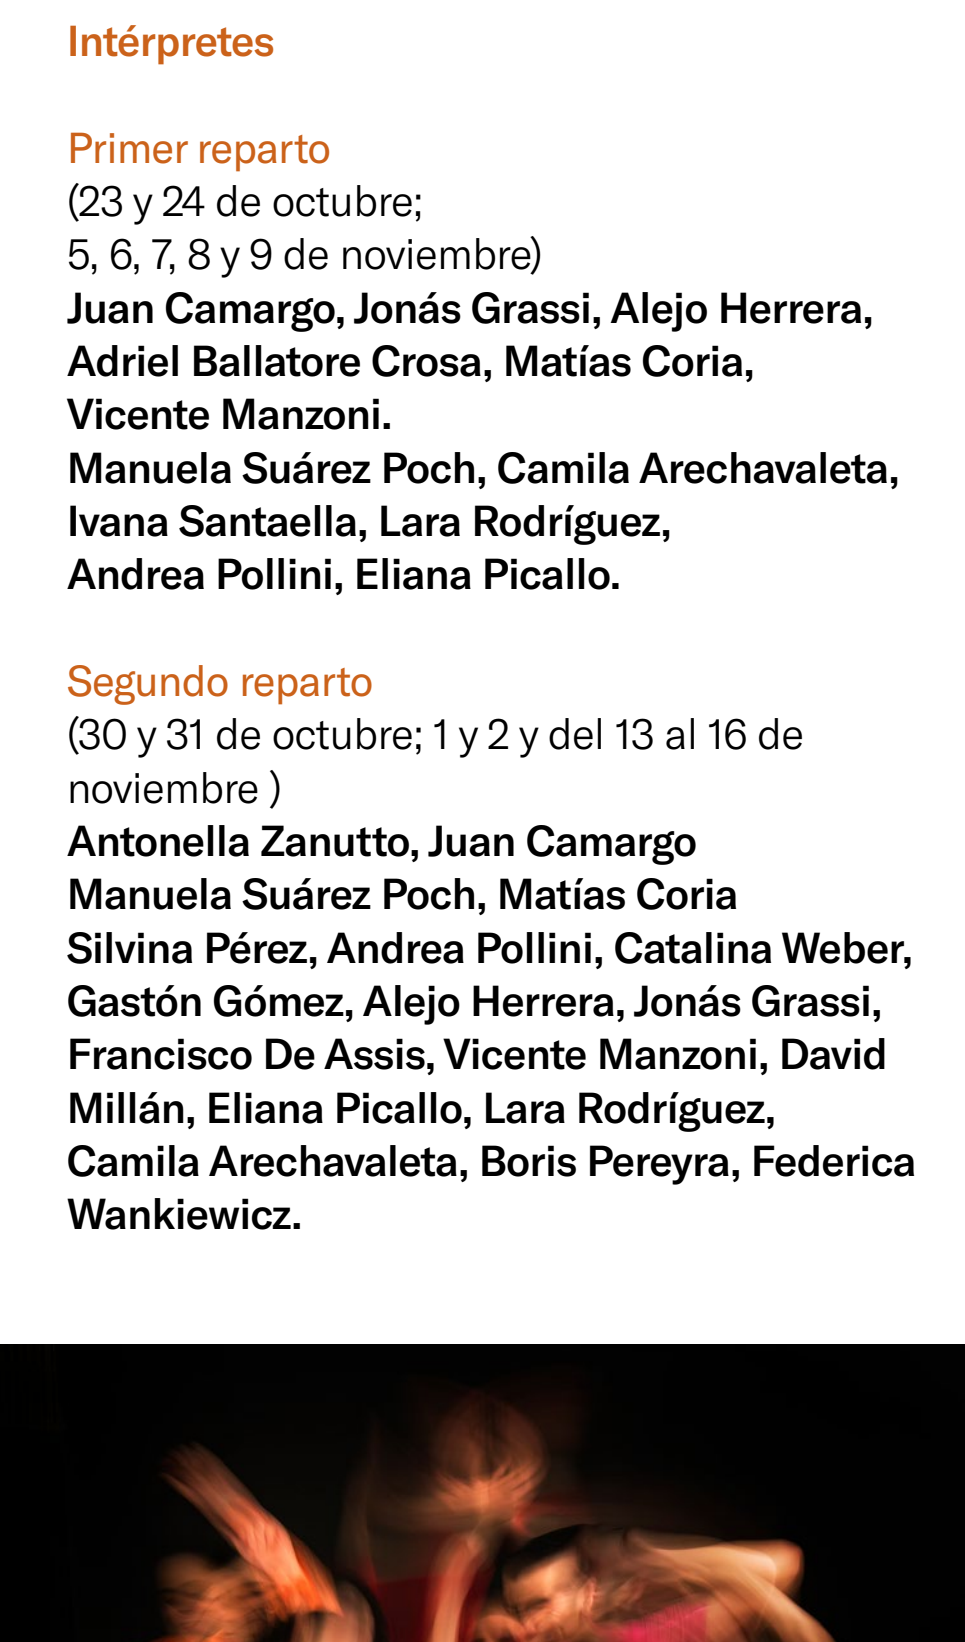 Intérpretes
Primer reparto
(23 y 24 de octubre;
5, 6, 7, 8 y 9 de noviembre)
Juan Camargo, Jonás Grassi, Alejo Herrera,
Adriel Ballatore Crosa, Matías Coria,
Vicente Manzoni.
Manuela Suárez Poch, Camila Arechavaleta,
Ivana Santaella, Lara Rodríguez,
Andrea Pollini, Eliana Picallo.
Segundo reparto
(30 y 31 de octubre; 1 y 2 y del 13 al 16 de
noviembre )
Antonella Zanutto, Juan Camargo
Manuela Suárez Poch, Matías Coria
Silvina Pérez, Andrea Pollini, Catalina Weber,
Gastón Gómez, Alejo Herrera, Jonás Grassi,
Francisco De Assis, Vicente Manzoni, David
Millán, Eliana Picallo, Lara Rodríguez,
Camila Arechavaleta, Boris Pereyra, Federica
Wankiewicz.